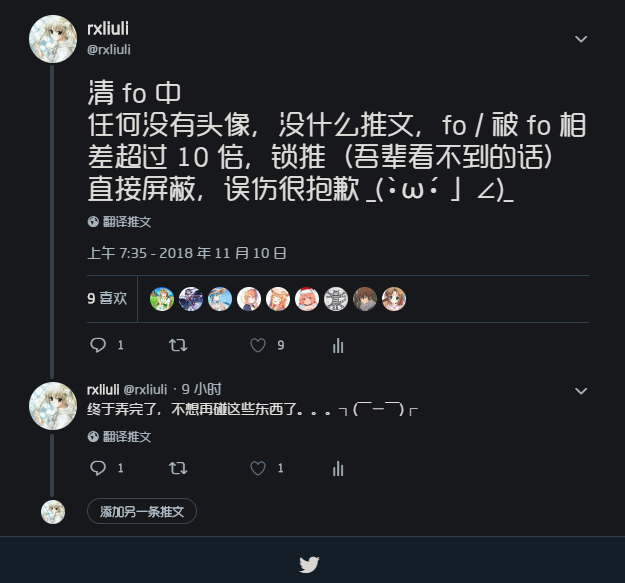 rxliuli
@rxliuli
清 fo 中
任何没有头像，没什么推文，fo / 被 fo 相
差超过 10 倍，锁推（吾辈看不到的话）
直接屏蔽，误伤很抱歉 _(:̀ω˙́ 」∠)_
翻译推文
上午 7:35 - 2018 年 11 月 10 日
9 喜欢
1 9
rxliuli @rxliuli · 9 小时
终于弄完了，不想再碰这些东西了。。。┐(￣ー￣)┌
翻译推文
1 1
添加另一条推文